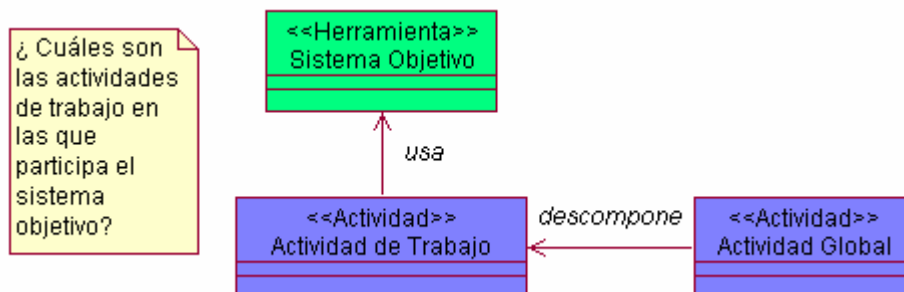 ¿ Cuáles son
las actividades
de trabajo en
las que
participa el
sistema
objetivo?
<<Herramienta>>
Sistema Objetivo
usa
<<Actividad>>
Actividad de Trabajo
descompone
<<Actividad>>
Actividad Global